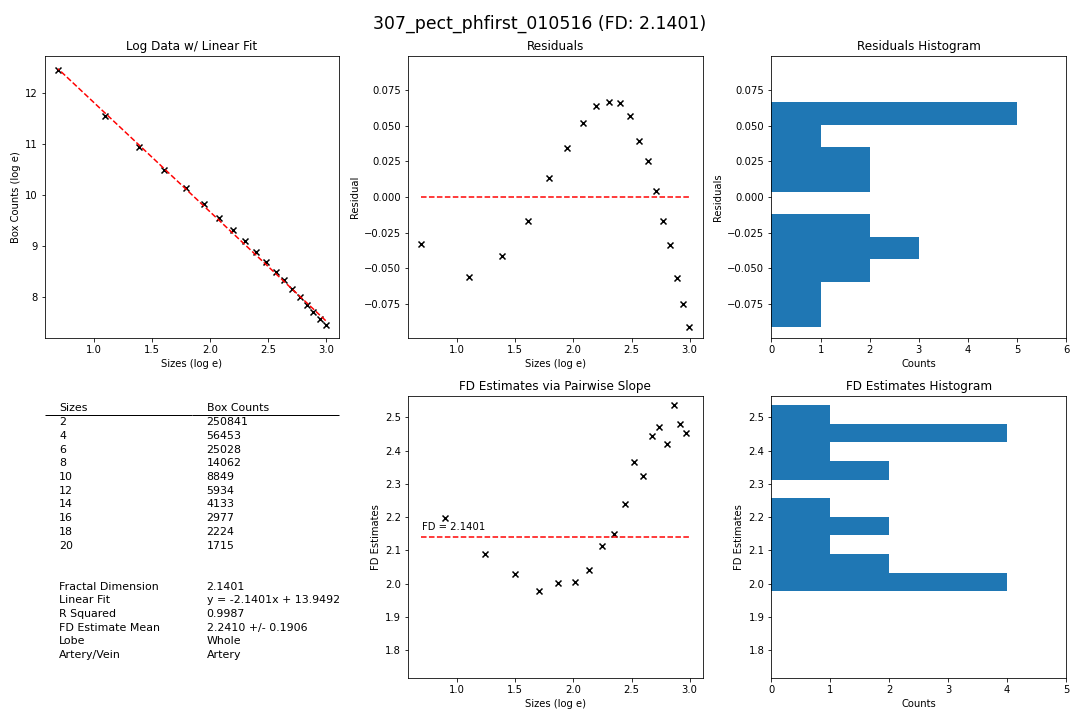 307_pect_phfirst_010516 (FD: 2.1401)
Log Data w/ Linear Fit
Box Counts (log e)
12
11
10
9
8
1.0 1.5 2.0 2.5 3.0
Sizes (log e)
Residuals
Residual
0.075
0.050
0.025
0.000
−0.025
−0.050
−0.075
1.0 1.5 2.0 2.5 3.0
Sizes (log e)
Residuals Histogram
Residuals
0.075
0.050
0.025
0.000
−0.025
−0.050
−0.075
0 1 2 3 4 5 6
Counts
Sizes Box Counts
2 250841
4 56453
6 25028
8 14062
10 8849
12 5934
14 4133
16 2977
18 2224
20 1715
Fractal Dimension 2.1401
Linear Fit y = -2.1401x + 13.9492
R Squared 0.9987
FD Estimate Mean 2.2410 +/- 0.1906
Lobe Whole
Artery/Vein Artery
FD Estimates via Pairwise Slope
FD Estimates
2.5
2.4
2.3
2.2
2.1
2.0
1.9
1.8
FD = 2.1401
1.0 1.5 2.0 2.5 3.0
Sizes (log e)
FD Estimates Histogram
FD Estimates
2.5
2.4
2.3
2.2
2.1
2.0
1.9
1.8
0 1 2 3 4 5
Counts